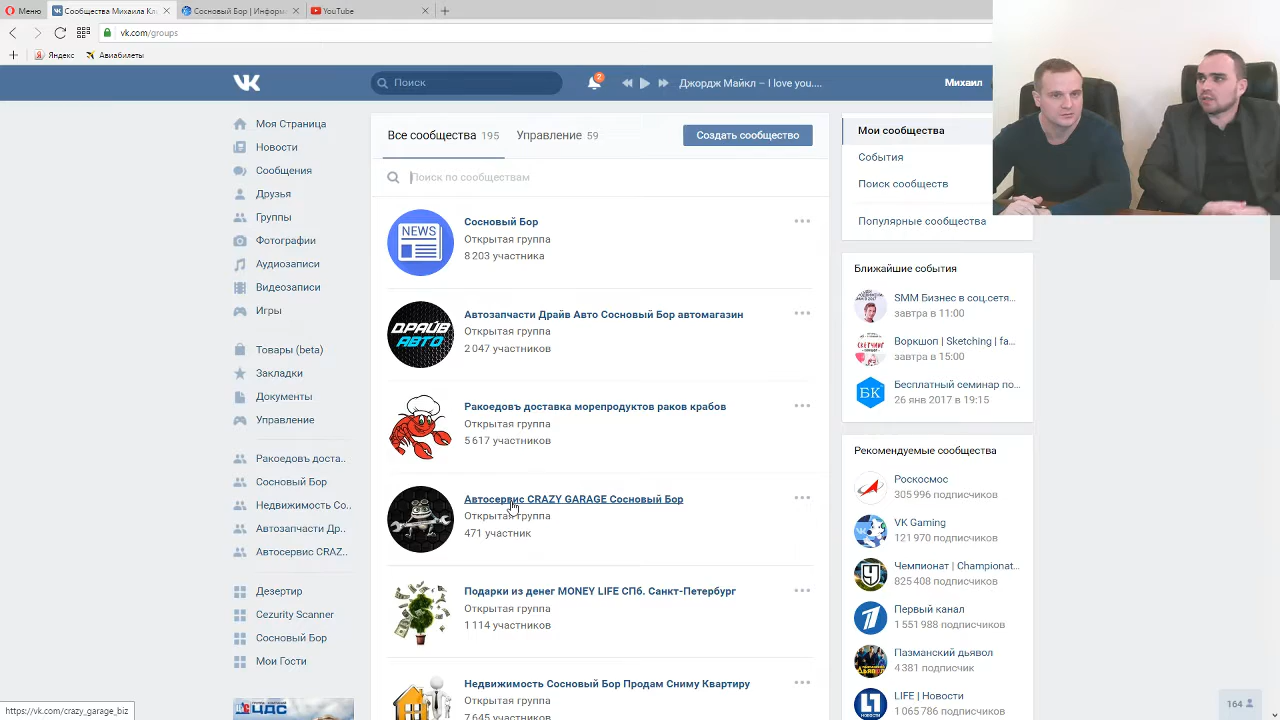 Меню
Сообщества Михаила Кл
Сосновый Бор | Информ
YouTube
vk.com/groups
Яндекс
Авиабилеты
Поиск
2
Джордж Майкл – I love you....
Михаил
Моя Страница
Новости
Сообщения
Друзья
Группы
Фотографии
Аудиозаписи
Видеозаписи
Игры
Товары (beta)
Закладки
Документы
Управление
Ракоедовъ доста..
Сосновый Бор
Недвижимость Со..
Автозапчасти Др..
Автосервис CRAZ..
Дезертир
Cezurity Scanner
Сосновый Бор
Мои Гости
ЦДС
Все сообщества 195
Управление 59
Создать сообщество
Поиск по сообществам
NEWS
Сосновый Бор
Открытая группа
8 203 участника
ДРАЙВ
АВТО
Автозапчасти Драйв Авто Сосновый Бор автомагазин
Открытая группа
2 047 участников
Ракоедовъ доставка морепродуктов раков крабов
Открытая группа
5 617 участников
Автосервис CRAZY GARAGE Сосновый Бор
Открытая группа
471 участник
Подарки из денег MONEY LIFE СПб. Санкт-Петербург
Открытая группа
1 114 участников
Недвижимость Сосновый Бор Продам Сниму Квартиру
Открытая группа
7 645 участников
Мои сообщества
События
Поиск сообществ
Популярные сообщества
Ближайшие события
SMM Бизнес в соц.сетя...
завтра в 11:00
Воркшоп | Sketching | fa...
завтра в 15:00
БК
Бесплатный семинар по...
26 янв 2017 в 19:15
Рекомендуемые сообщества
Роскосмос
305 996 подписчиков
VK Gaming
121 970 подписчиков
Чемпионат | Championat...
825 408 подписчиков
Первый канал
1 551 988 подписчиков
Пазманский дьявол
4 381 подписчик
LIFE | Новости
1 065 786 подписчиков
164
https://vk.com/crazy_garage_biz